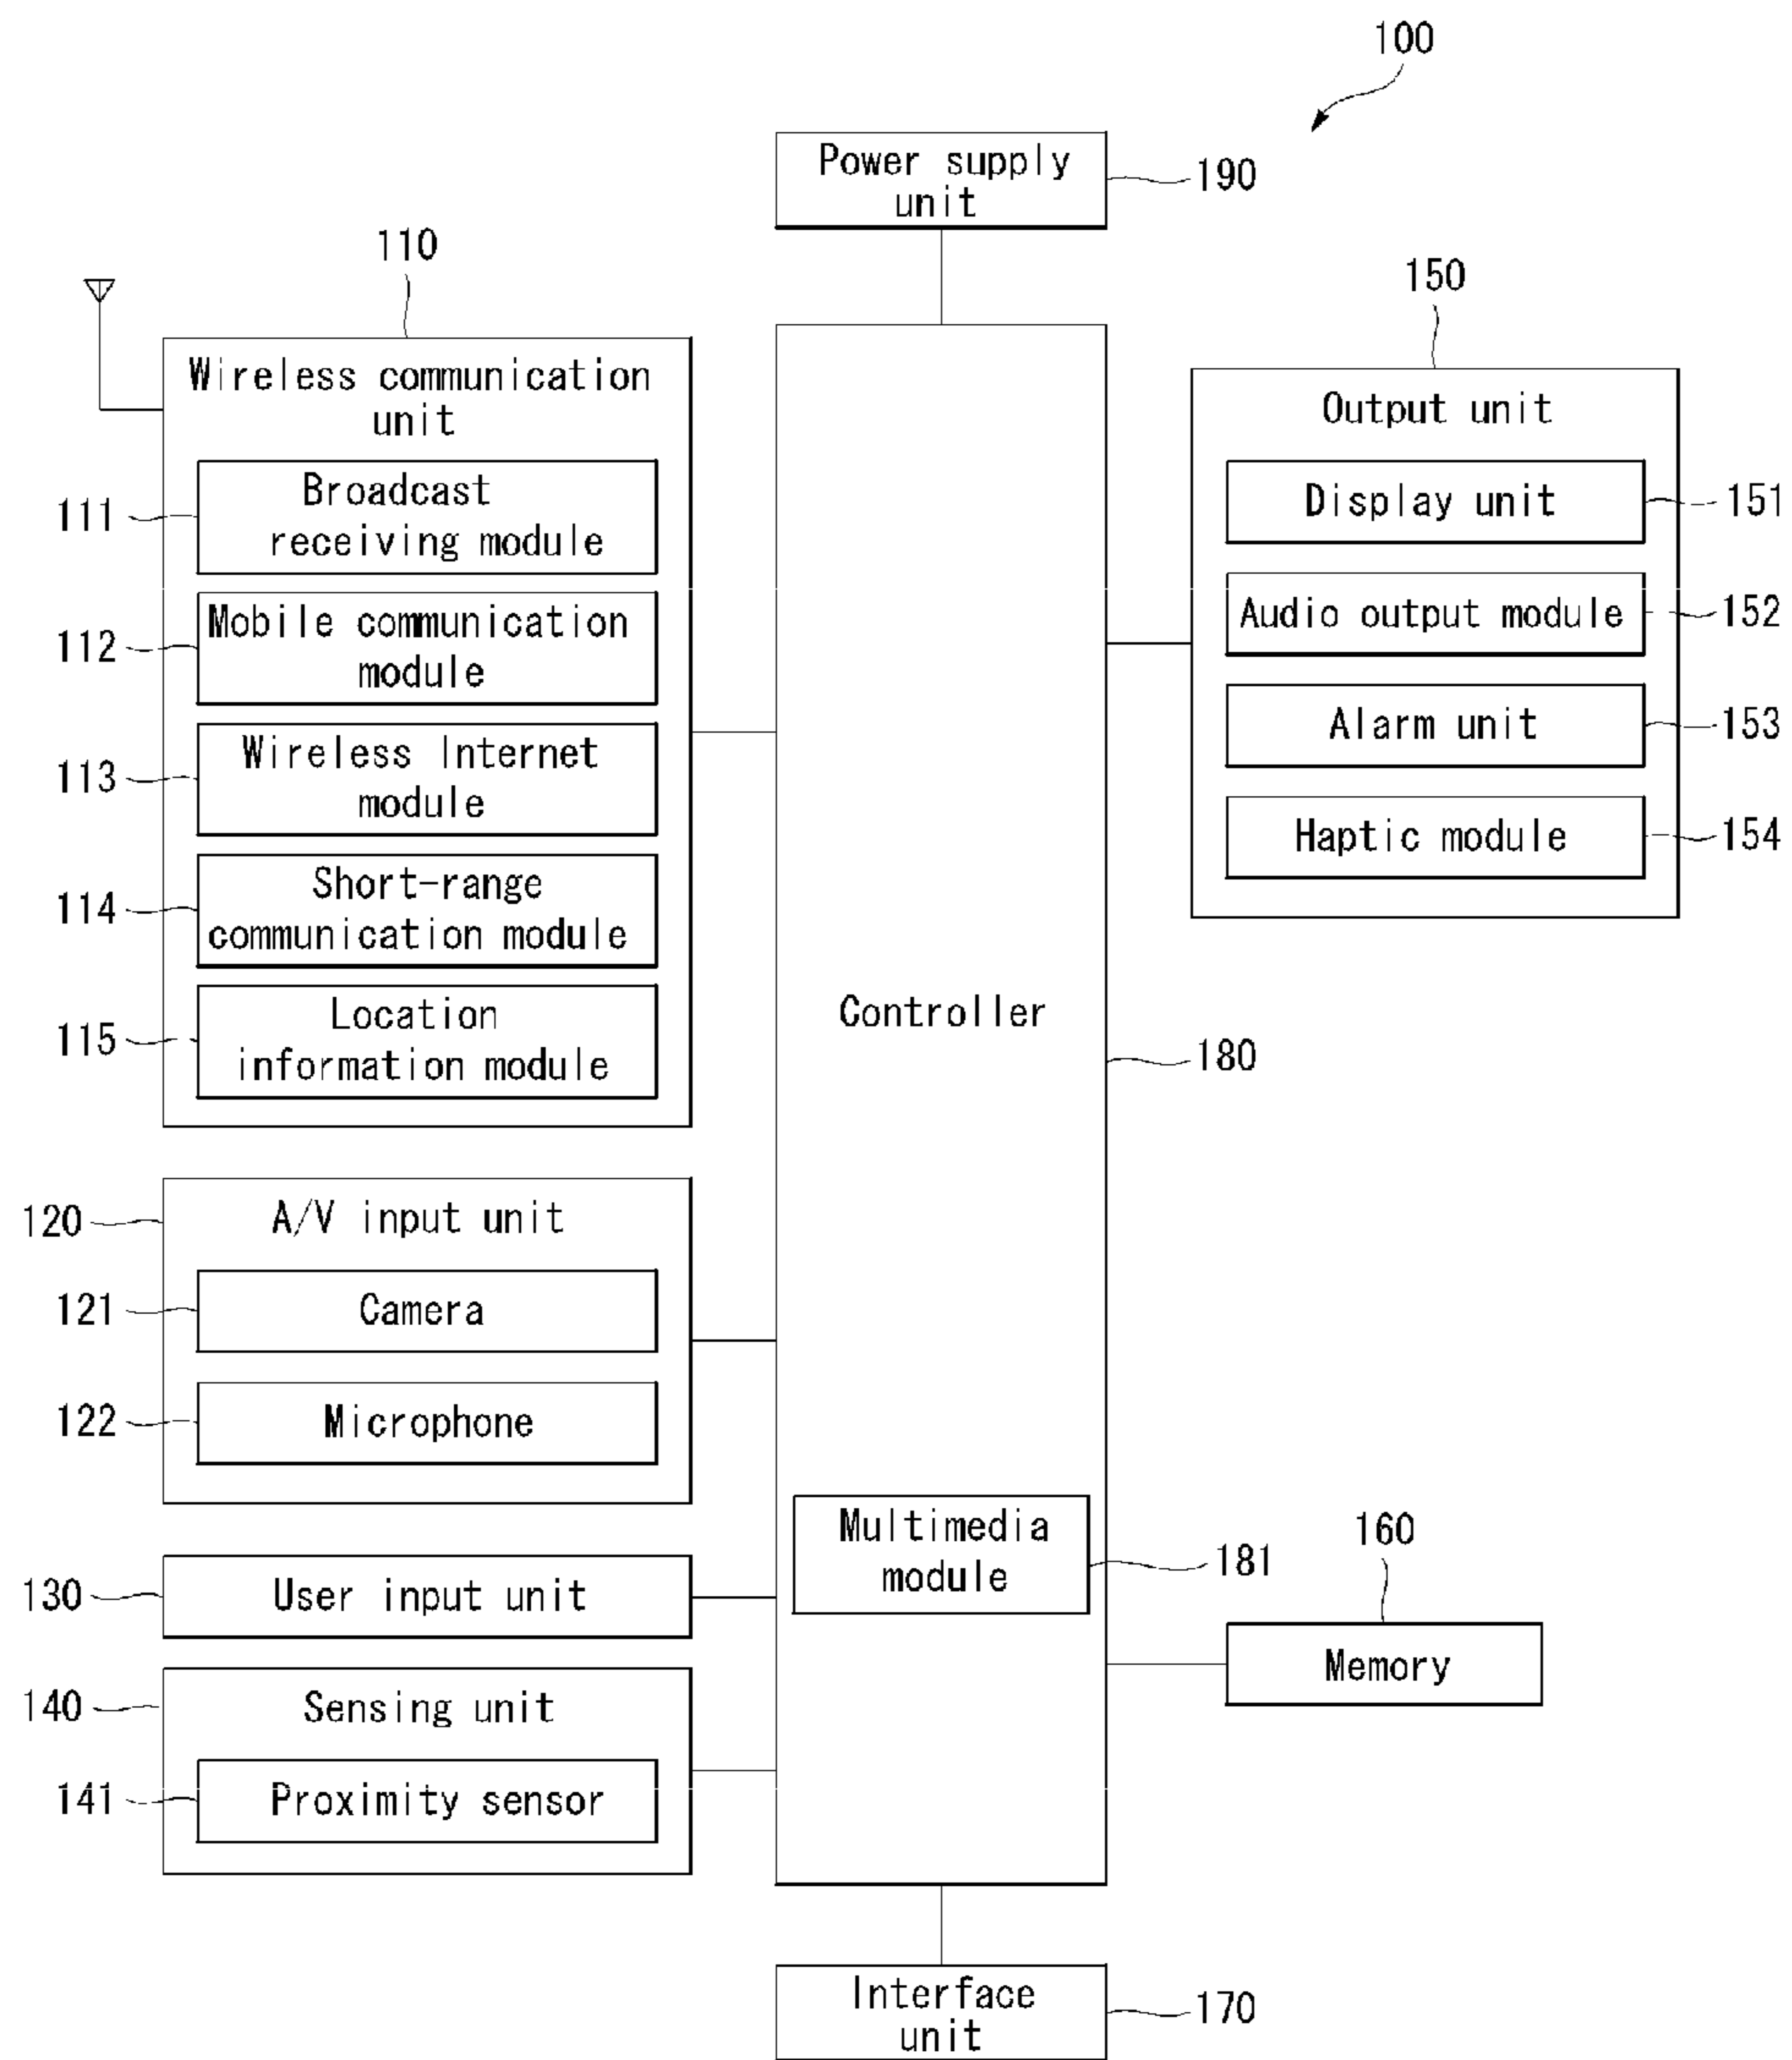 100
Power supply
unit
190
110
Wireless communication
unit
111
Broadcast
receiving module
112
Mobile communication
module
113
Wireless Internet
module
114
Short-range
communication module
115
Location
information module
150
Output unit
Display unit
151
Audio output module
152
Alarm unit
153
Haptic module
154
Controller
180
120
A/V input unit
121
Camera
122
Microphone
Multimedia
module
181
130
User input unit
140
Sensing unit
141
Proximity sensor
160
Memory
Interface
unit
170